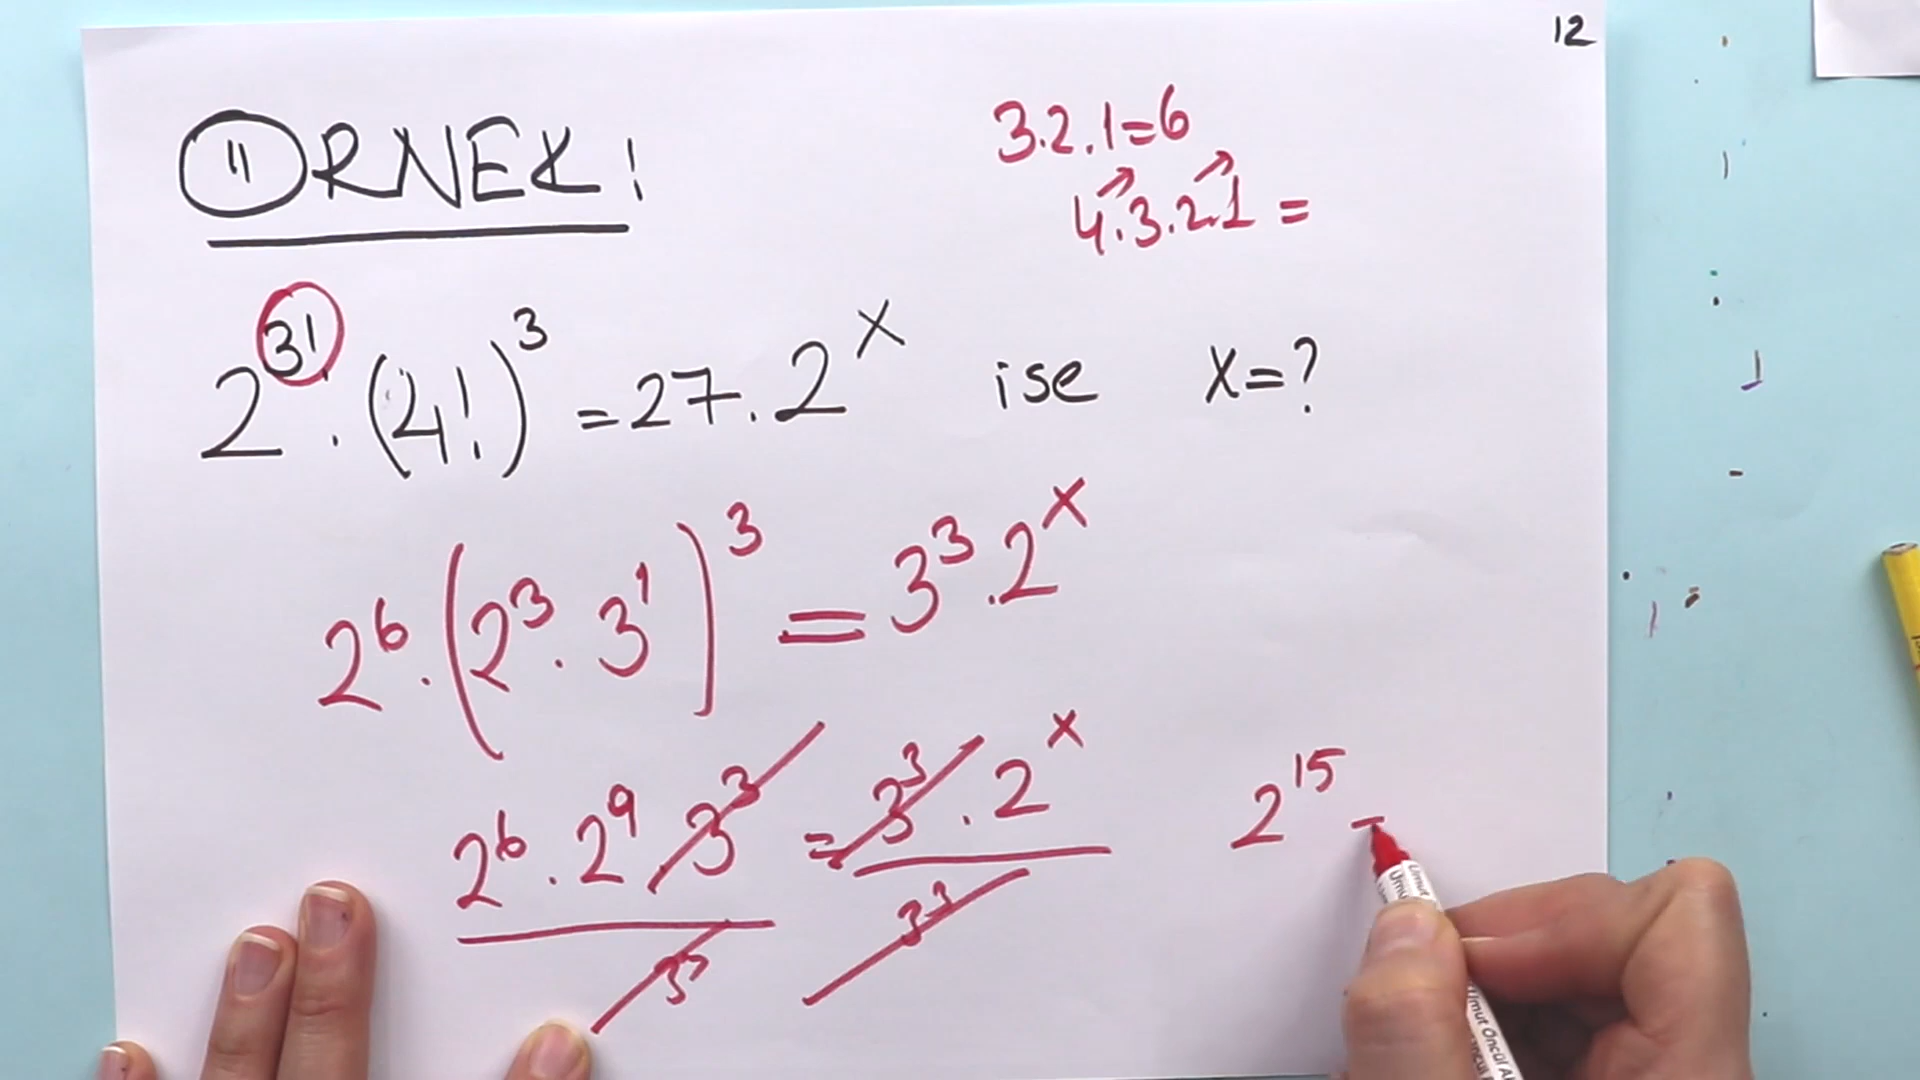 12
ÖRNEK!
3.2.1=6
4.3.2.1 =
2^3! . (4!)^3 = 27.2^x ise x=?
2^6 . (2^3 . 3^1)^3 = 3^3 . 2^x
2^6 . 2^9 3^3 = 3^3 . 2^x
3^3 3^3
2^15 =
Umut Öncül A